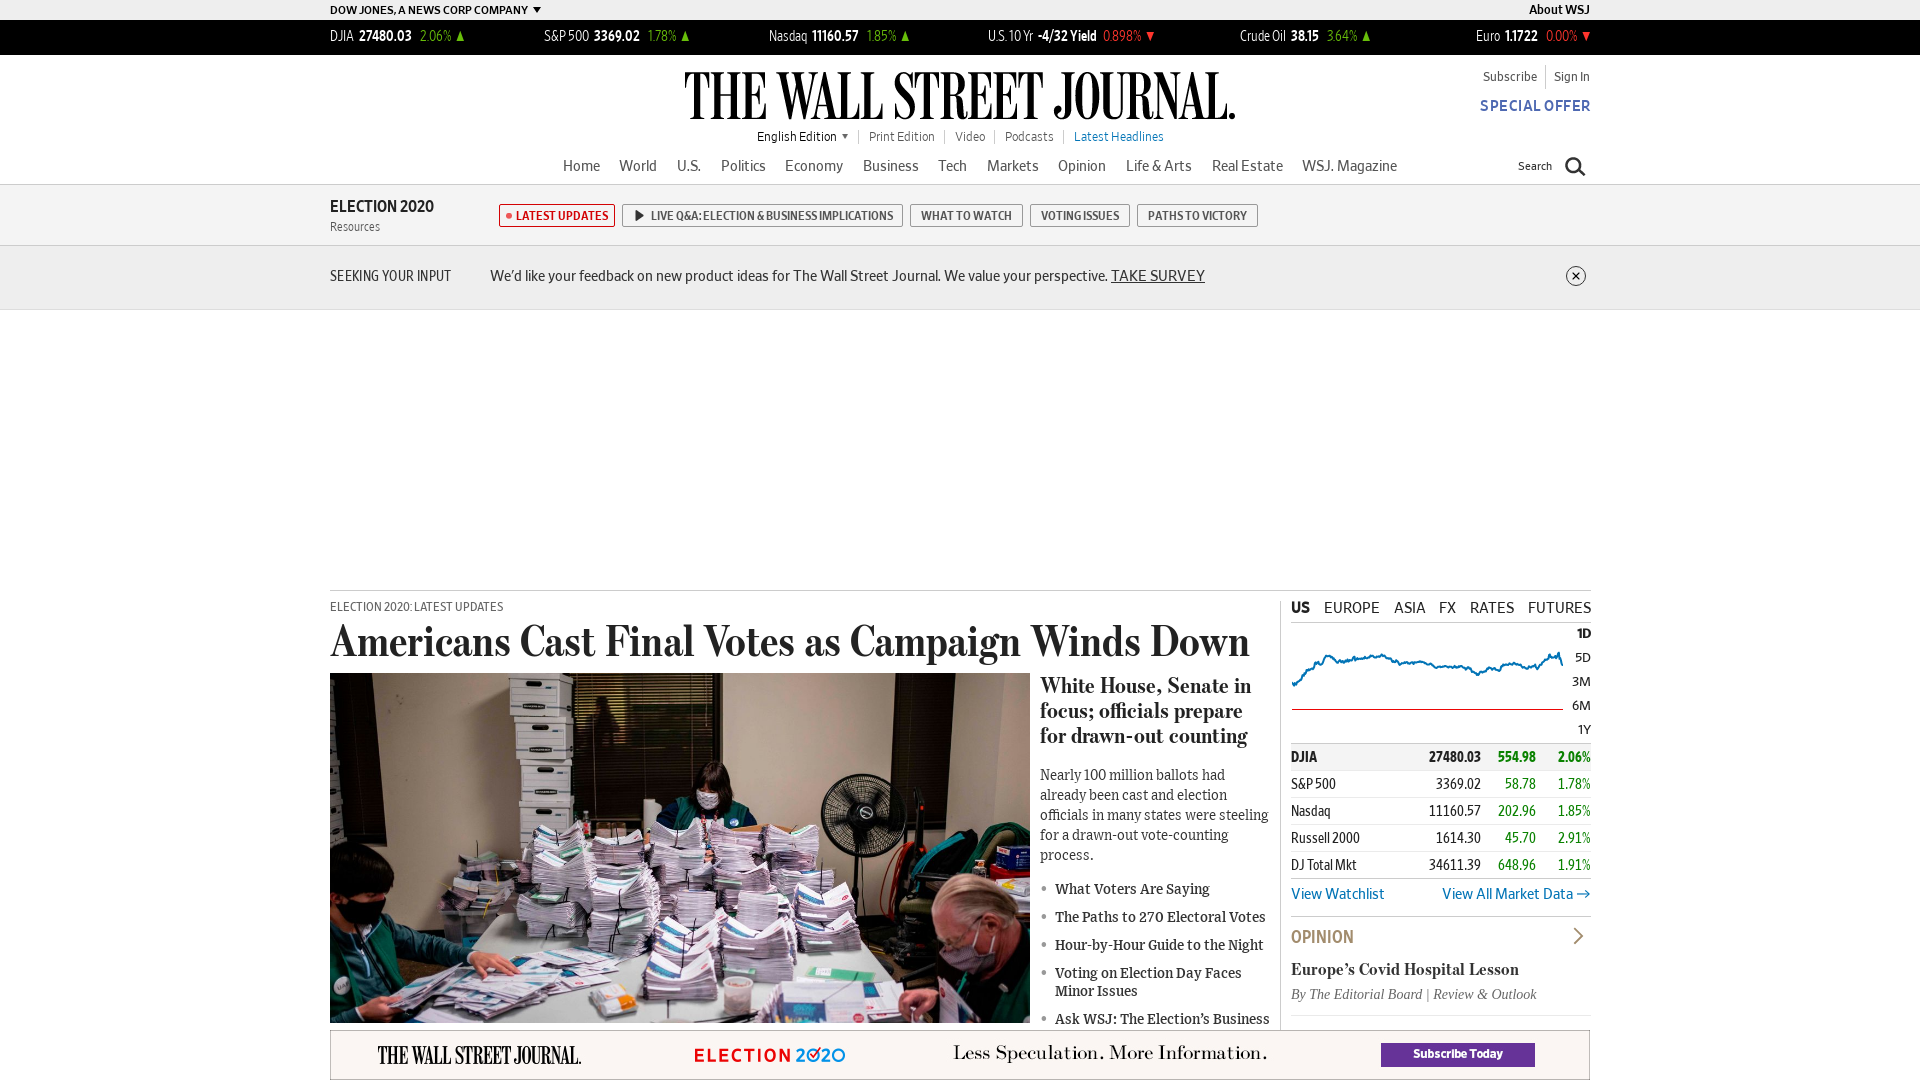 DOW JONES, A NEWS CORP COMPANY
About WSJ
DJIA 27480.03 2.06%
S&P 500 3369.02 1.78%
Nasdaq 11160.57 1.85%
U.S. 10 Yr -4/32 Yield 0.898%
Crude Oil 38.15 3.64%
Euro 1.1722 0.00%
THE WALL STREET JOURNAL.
Subscribe
Sign In
SPECIAL OFFER
English Edition
Print Edition
Video
Podcasts
Latest Headlines
Home
World
U.S.
Politics
Economy
Business
Tech
Markets
Opinion
Life & Arts
Real Estate
WSJ. Magazine
Search
ELECTION 2020
Resources
LATEST UPDATES
LIVE Q&A: ELECTION & BUSINESS IMPLICATIONS
WHAT TO WATCH
VOTING ISSUES
PATHS TO VICTORY
SEEKING YOUR INPUT
We’d like your feedback on new product ideas for The Wall Street Journal. We value your perspective. TAKE SURVEY
ELECTION 2020: LATEST UPDATES
Americans Cast Final Votes as Campaign Winds Down
White House, Senate in
focus; officials prepare
for drawn-out counting
Nearly 100 million ballots had
already been cast and election
officials in many states were steeling
for a drawn-out vote-counting
process.
What Voters Are Saying
The Paths to 270 Electoral Votes
Hour-by-Hour Guide to the Night
Voting on Election Day Faces
Minor Issues
Ask WSJ: The Election’s Business
US EUROPE ASIA FX RATES FUTURES
1D
5D
3M
6M
1Y
DJIA 27480.03 554.98 2.06%
S&P 500 3369.02 58.78 1.78%
Nasdaq 11160.57 202.96 1.85%
Russell 2000 1614.30 45.70 2.91%
DJ Total Mkt 34611.39 648.96 1.91%
View Watchlist
View All Market Data
OPINION
Europe’s Covid Hospital Lesson
By The Editorial Board | Review & Outlook
THE WALL STREET JOURNAL.
ELECTION 2020
Less Speculation. More Information.
Subscribe Today